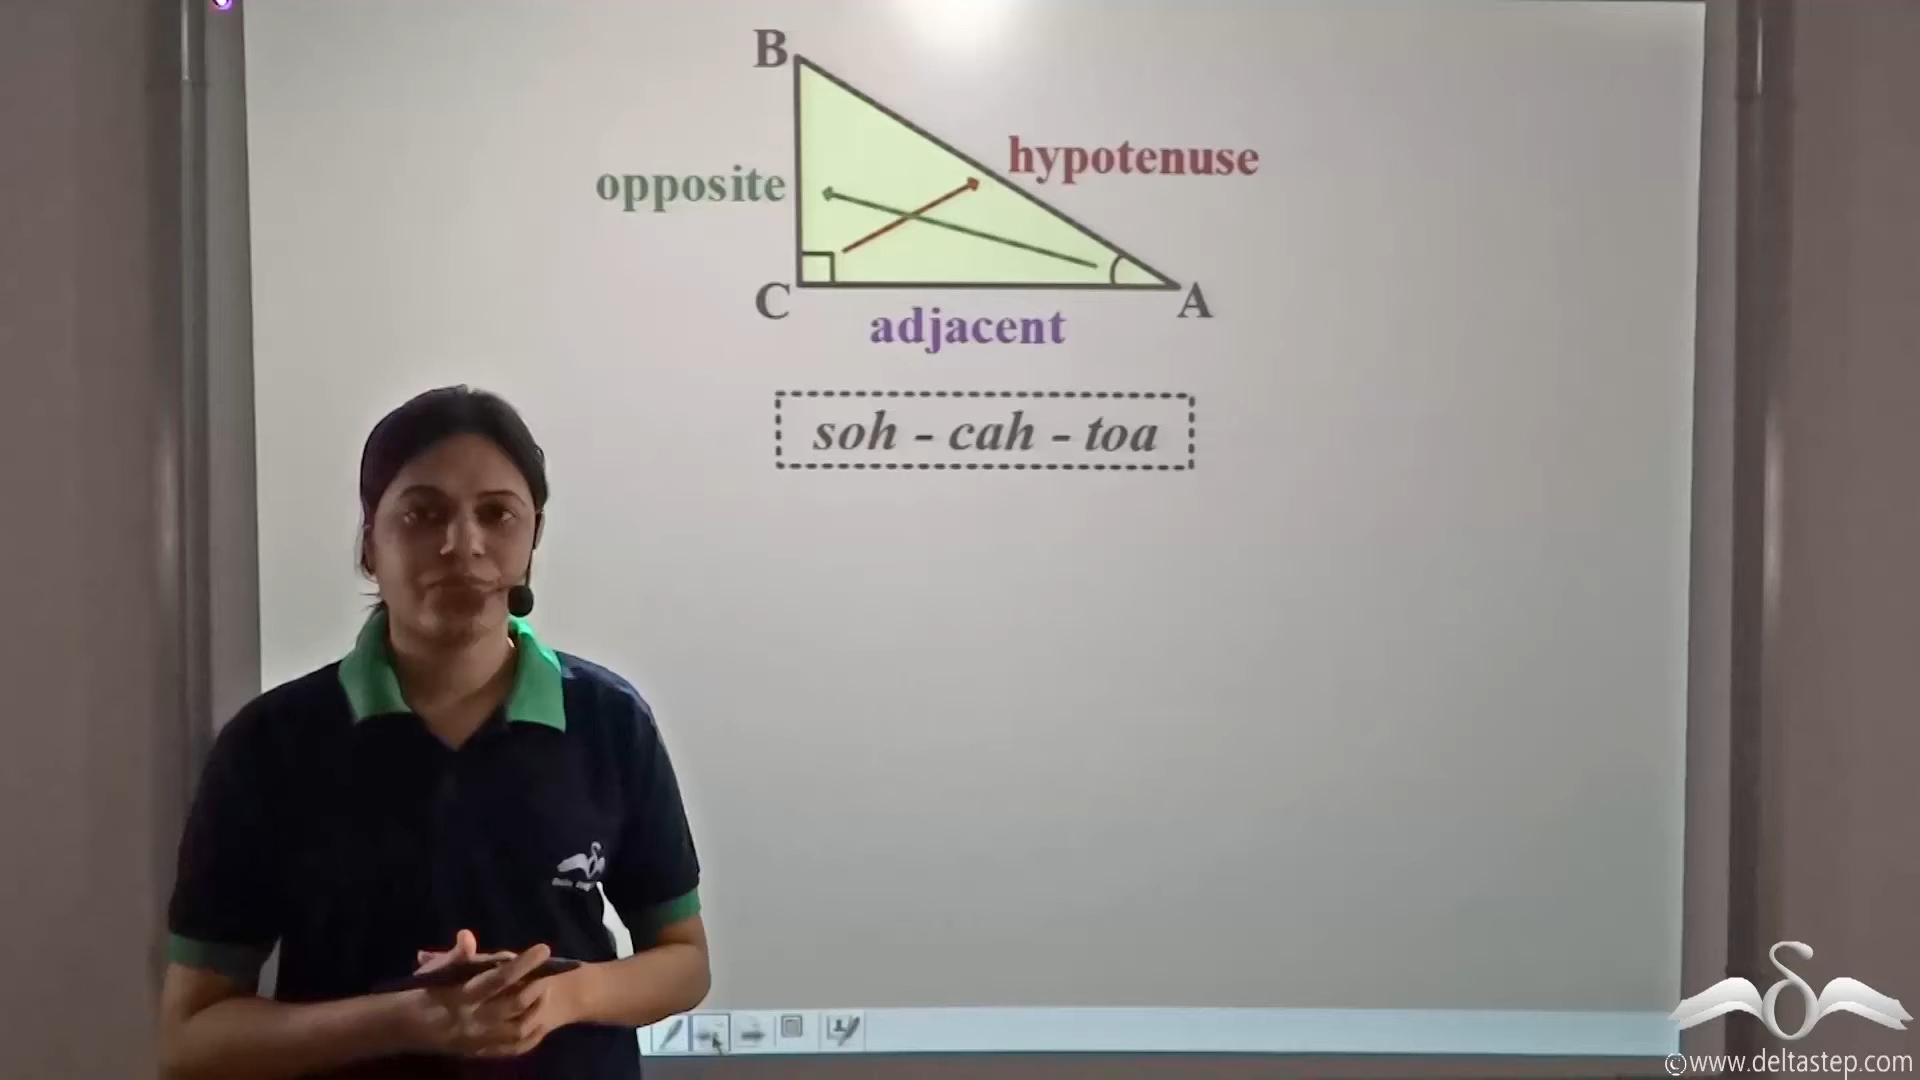 B
hypotenuse
opposite
C
A
adjacent
soh - cah - toa
©www.deltastep.com